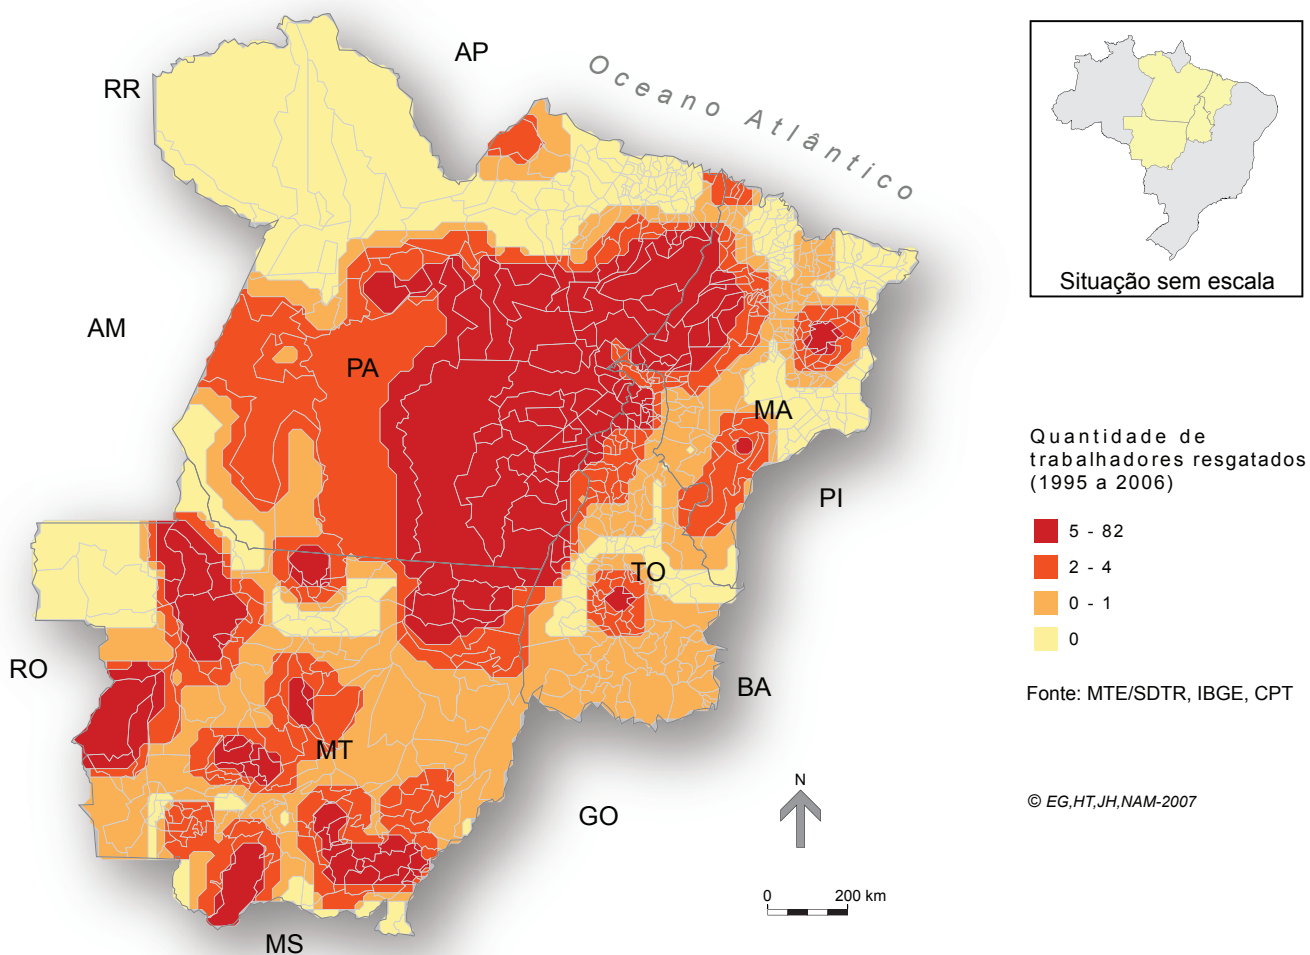 AP
RR
Oceano Atlântico
AM
PA
MA
PI
TO
RO
BA
MT
GO
MS
N
0 200 km
Situação sem escala
Quantidade de
trabalhadores resgatados
(1995 a 2006)
5 - 82
2 - 4
0 - 1
0
Fonte: MTE/SDTR, IBGE, CPT
© EG,HT,JH,NAM-2007